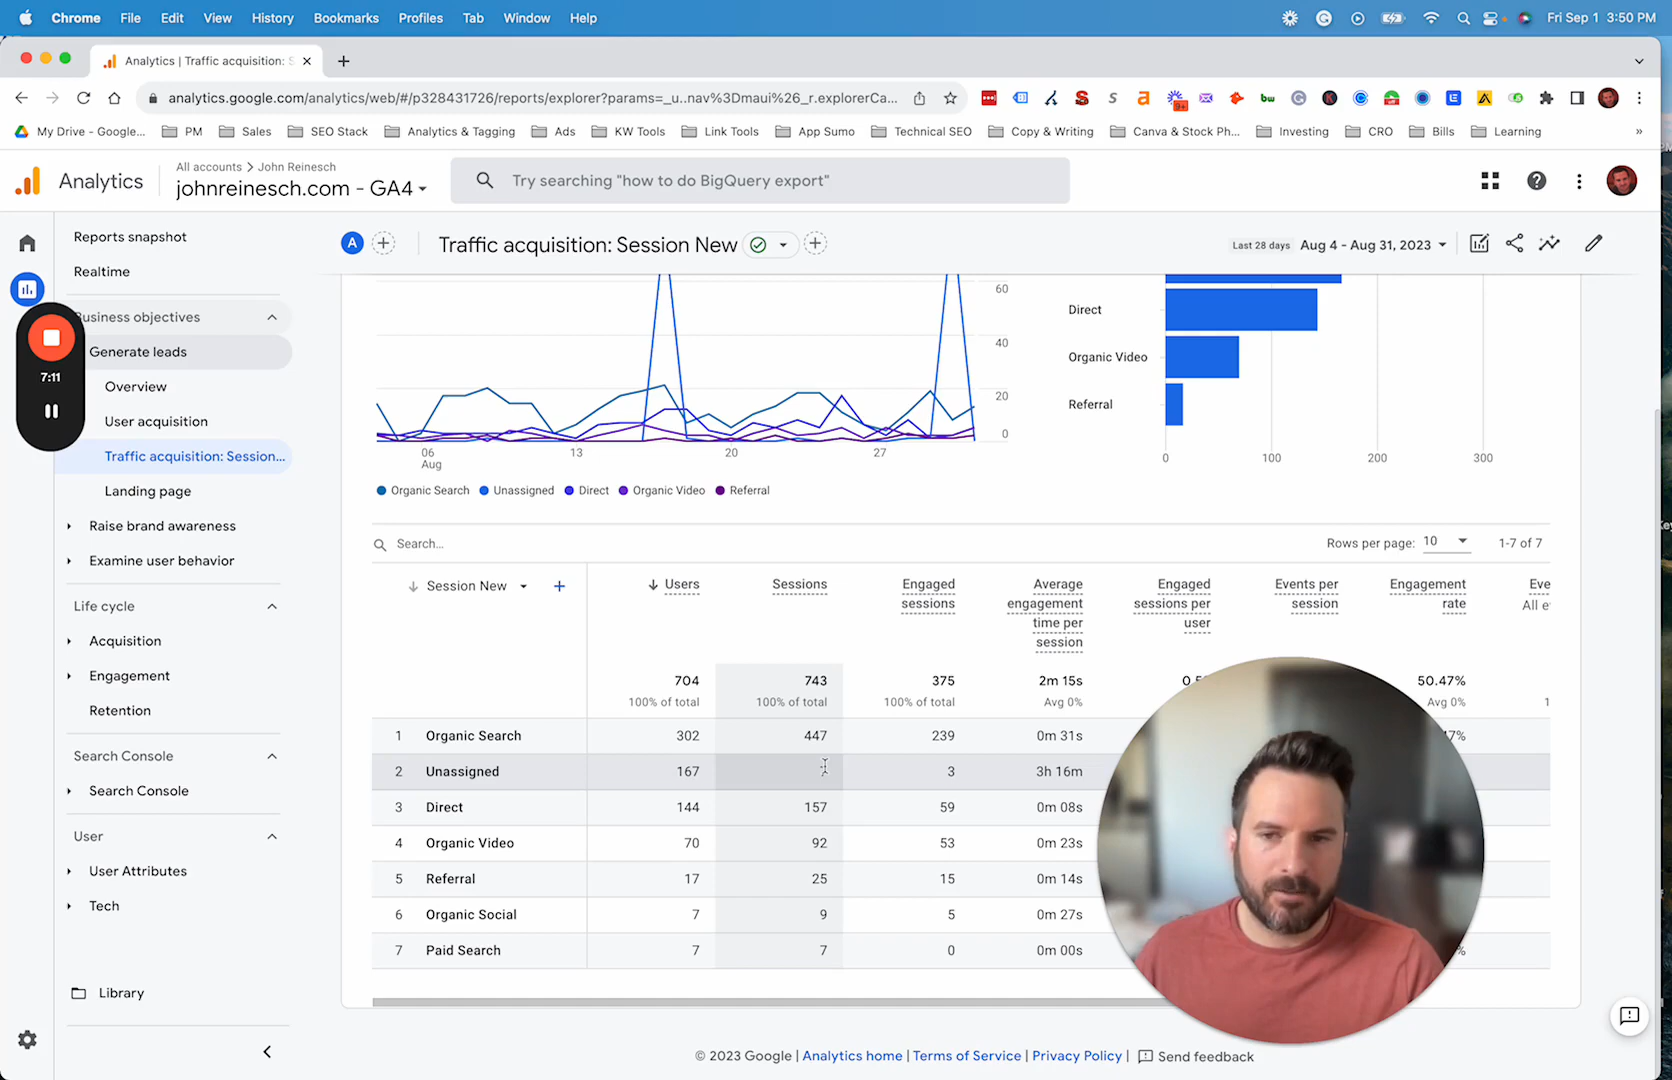 Chrome File Edit View History Bookmarks Profiles Tab Window Help Fri Sep 1 3:50 PM
Analytics | Traffic acquisition: S
analytics.google.com/analytics/web/#/p328431726/reports/explorer?params=_u..nav%3Dmaui%26_r.explorerCa...
My Drive - Google... PM Sales SEO Stack Analytics & Tagging Ads KW Tools Link Tools App Sumo Technical SEO Copy & Writing Canva & Stock Ph... Investing CRO Bills Learning »
All accounts > John Reinesch
Analytics johnreinesch.com - GA4 Try searching "how to do BigQuery export"
Reports snapshot
A Traffic acquisition: Session New Last 28 days Aug 4 - Aug 31, 2023
Realtime
Business objectives
Generate leads
7:11
Overview
User acquisition
Traffic acquisition: Session...
Landing page
Raise brand awareness
Examine user behavior
Life cycle
Acquisition
Engagement
Retention
Search Console
Search Console
User
User Attributes
Tech
Library
60
40
20
0
06 13 20 27
Aug
Organic Search Unassigned Direct Organic Video Referral
Direct
Organic Video
Referral
0 100 200 300
Search... Rows per page: 10 1-7 of 7
Session New Users Sessions Engaged sessions Average engagement time per session Engaged sessions per user Events per session Engagement rate Eve
All e
704 743 375 2m 15s 50.47%
100% of total 100% of total 100% of total Avg 0% Avg 0%
1 Organic Search 302 447 239 0m 31s
2 Unassigned 167 3 3h 16m
3 Direct 144 157 59 0m 08s
4 Organic Video 70 92 53 0m 23s
5 Referral 17 25 15 0m 14s
6 Organic Social 7 9 5 0m 27s
7 Paid Search 7 7 0 0m 00s
© 2023 Google | Analytics home | Terms of Service | Privacy Policy | Send feedback